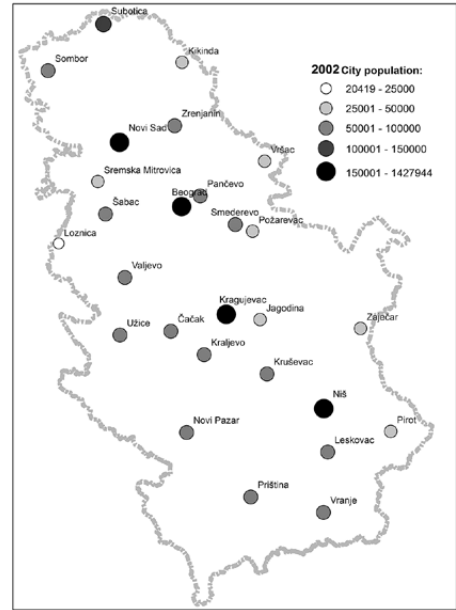 Subotica
Sombor
Kikinda
2002 City population:
20419 - 25000
25001 - 50000
50001 - 100000
100001 - 150000
150001 - 1427944
Zrenjanin
Novi Sad
Vršac
Sremska Mitrovica
Pančevo
Beograd
Šabac
Smederevo
Požarevac
Loznica
Valjevo
Kragujevac
Jagodina
Zaječar
Užice
Čačak
Kraljevo
Kruševac
Niš
Novi Pazar
Pirot
Leskovac
Priština
Vranje